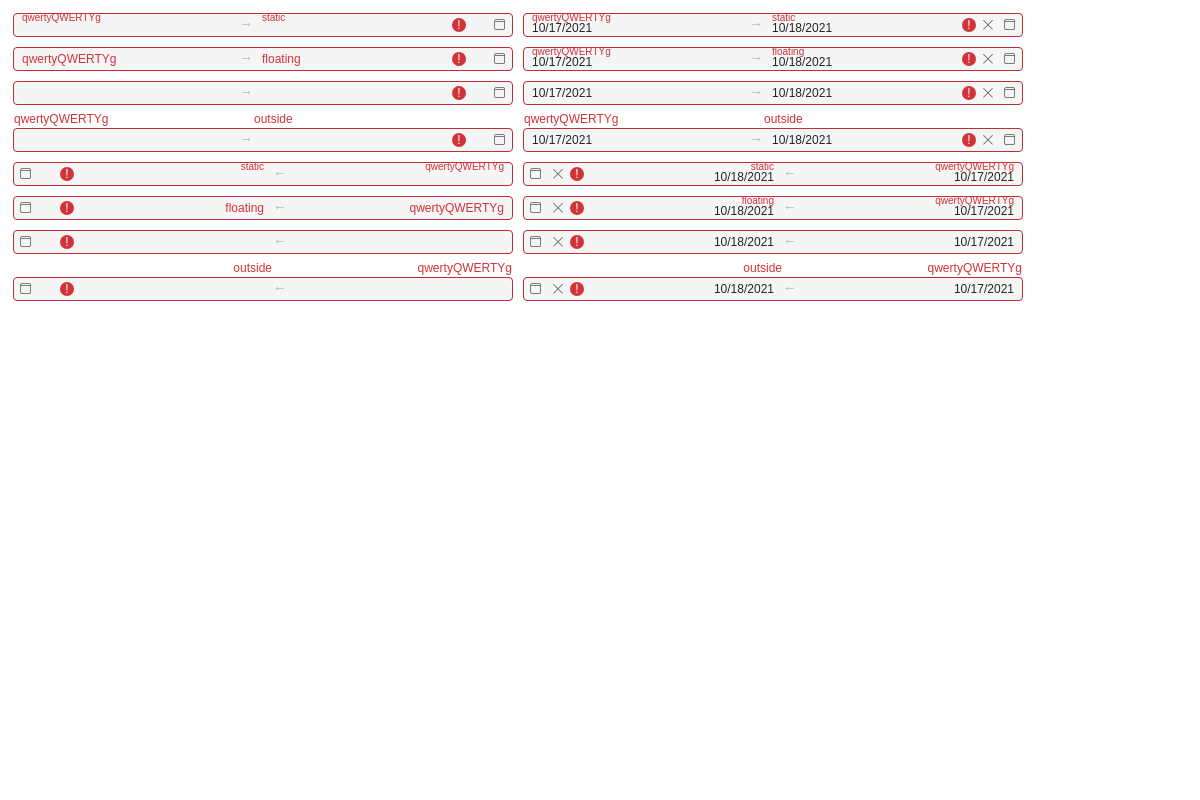 qwertyQWERTYg → static ! qwertyQWERTYg → static !
10/17/2021 10/18/2021
qwertyQWERTYg → floating ! qwertyQWERTYg → floating !
10/17/2021 10/18/2021
→ ! 10/17/2021 → 10/18/2021 !
qwertyQWERTYg outside qwertyQWERTYg outside
→ ! 10/17/2021 → 10/18/2021 !
! static ← qwertyQWERTYg ! static ← qwertyQWERTYg
10/18/2021 10/17/2021
! floating ← qwertyQWERTYg ! floating ← qwertyQWERTYg
10/18/2021 10/17/2021
! ← ! 10/18/2021 ← 10/17/2021
outside qwertyQWERTYg outside qwertyQWERTYg
! ← ! 10/18/2021 ← 10/17/2021